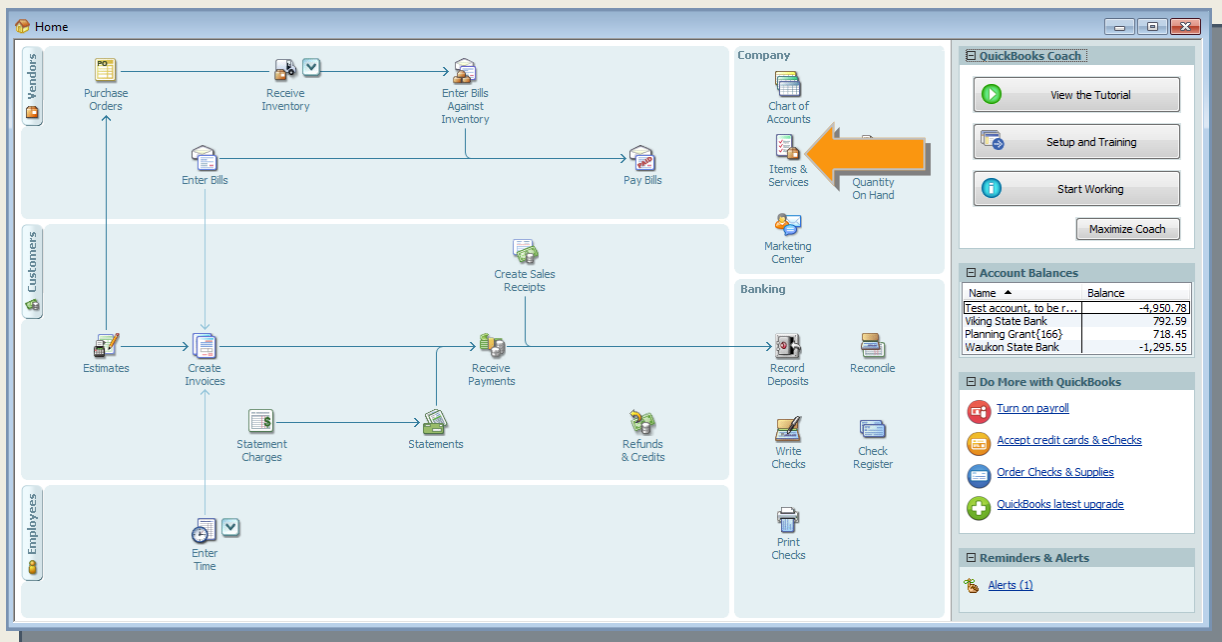 Home
Vendors
PO
Purchase
Orders
Receive
Inventory
Enter Bills
Against
Inventory
Enter Bills
PAID
Pay Bills
Customers
Create Sales
Receipts
Estimates
Create
Invoices
Receive
Payments
Statement
Charges
Statements
Refunds
& Credits
Employees
Enter
Time
Company
Chart of
Accounts
Items &
Services
Quantity
On Hand
Marketing
Center
Banking
Record
Deposits
Reconcile
Write
Checks
Check
Register
Print
Checks
QuickBooks Coach
View the Tutorial
Setup and Training
Start Working
Maximize Coach
Account Balances
Name Balance
Test account, to be r... -4,950.78
Viking State Bank 792.59
Planning Grant{166} 718.45
Waukon State Bank -1,295.55
Do More with QuickBooks
Turn on payroll
Accept credit cards & eChecks
Order Checks & Supplies
QuickBooks latest upgrade
Reminders & Alerts
Alerts (1)